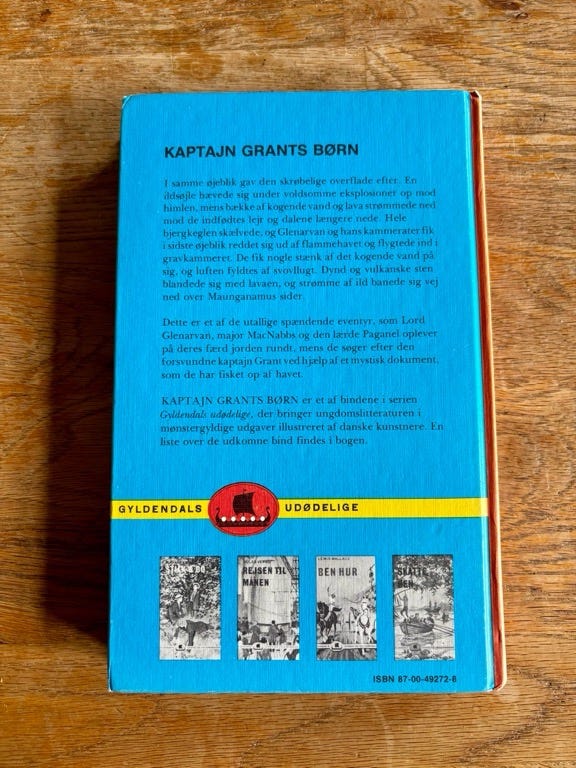 KAPTAJN GRANTS BØRN
I samme øjeblik gav den skrøbelige overflade efter. En
ildsøjle hævede sig under voldsomme eksplosioner op mod
himlen, mens bække af kogende vand og lava strømmede ned
mod de indfødtes lejr og dalene længere nede. Hele
bjergkeglen skælvede, og Glenarvan og hans kammerater fik
i sidste øjeblik reddet sig ud af flammehavet og flygtede ind i
gravkammeret. De fik nogle stænk af det kogende vand på
sig, og luften fyldtes af svovllugt. Dynd og vulkanske sten
blandede sig med lavaen, og strømme af ild banede sig vej
ned over Maunganamus sider.
Dette er et af de utallige spændende eventyr, som Lord
Glenarvan, major MacNabbs og den lærde Paganel oplever
på deres færd jorden rundt, mens de søger efter den
forsvundne kaptajn Grant ved hjælp af et mystisk dokument,
som de har fisket op af havet.
KAPTAJN GRANTS BØRN er et af bindene i serien
Gyldendals udødelige, der bringer ungdomslitteraturen i
mønstergyldige udgaver illustreret af danske kunstnere. En
liste over de udkomne bind findes i bogen.
GYLDENDALS UDØDELIGE
REJSEN TIL
MÅNEN
LEWIS WALLACE
BEN HUR
SKATTE
ISBN 87-00-49272-8